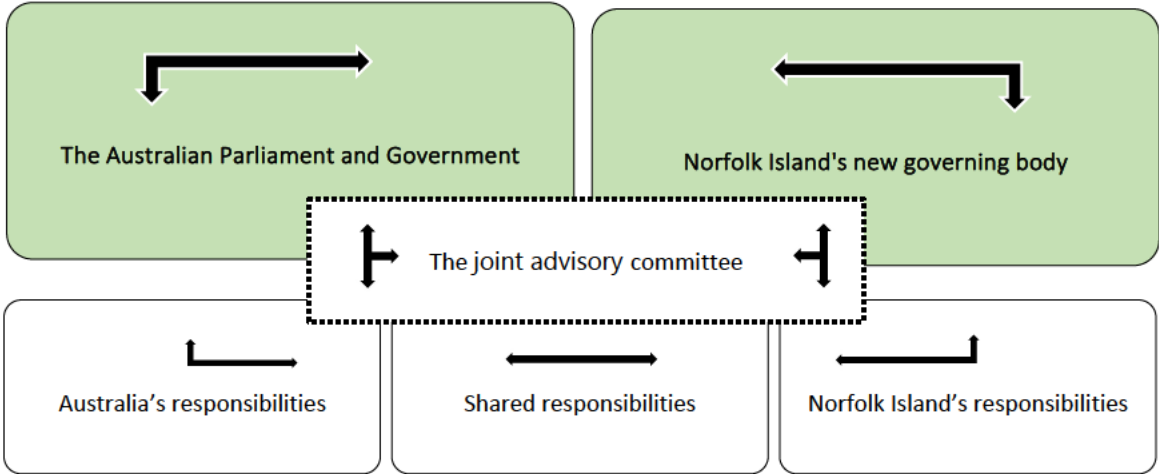 The Australian Parliament and Government
Norfolk Island's new governing body
The joint advisory committee
Australia’s responsibilities
Shared responsibilities
Norfolk Island’s responsibilities